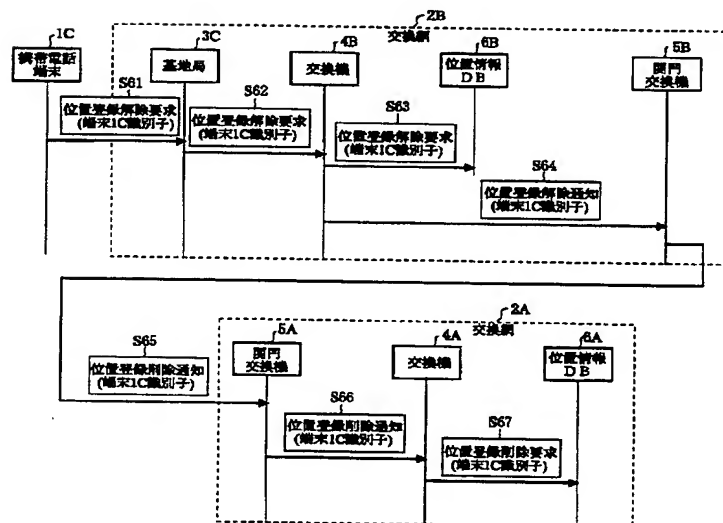 2B
交換網
1C
携帯電話
端末
3C
基地局
4B
交換機
6B
位置情報
DB
5B
関門
交換機
S61
位置登録解除要求
(端末1C識別子)
S62
位置登録解除要求
(端末1C識別子)
S63
位置登録解除要求
(端末1C識別子)
S64
位置登録解除通知
(端末1C識別子)
2A
交換網
5A
関門
交換機
4A
交換機
6A
位置情報
DB
S65
位置登録削除通知
(端末1C識別子)
S66
位置登録削除通知
(端末1C識別子)
S67
位置登録削除要求
(端末1C識別子)